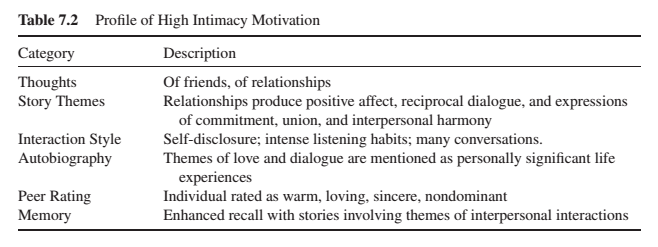 Table 7.2 Profile of High Intimacy Motivation
Category Description
Thoughts Of friends, of relationships
Story Themes Relationships produce positive affect, reciprocal dialogue, and expressions
of commitment, union, and interpersonal harmony
Interaction Style Self-disclosure; intense listening habits; many conversations.
Autobiography Themes of love and dialogue are mentioned as personally significant life
experiences
Peer Rating Individual rated as warm, loving, sincere, nondominant
Memory Enhanced recall with stories involving themes of interpersonal interactions